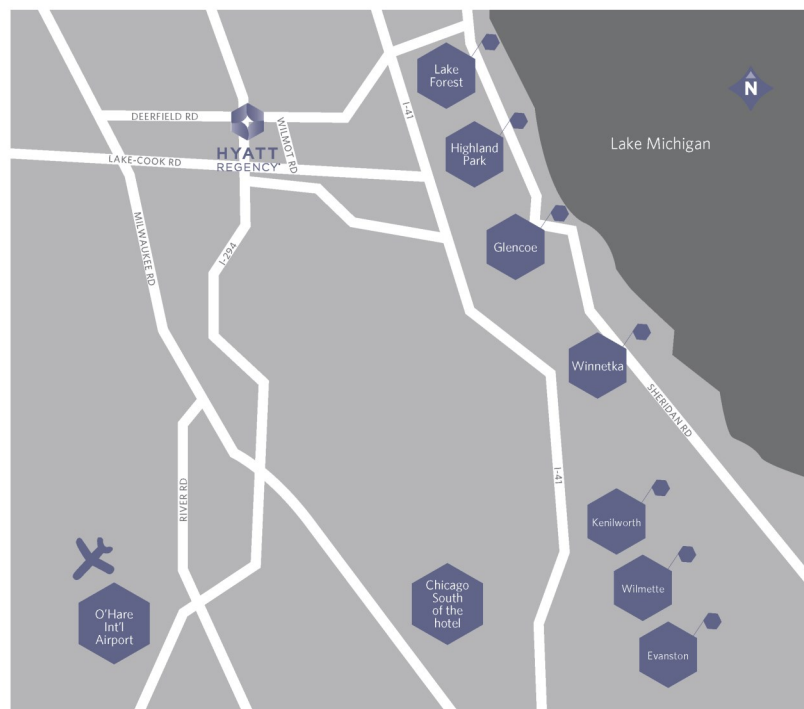 Lake
Forest
N
I-41
DEERFIELD RD
WILMOT RD
Lake Michigan
HYATT
REGENCY
Highland
Park
LAKE-COOK RD
MILWAUKEE RD
I-294
Glencoe
Winnetka
SHERIDAN RD
I-41
RIVER RD
Kenilworth
Chicago
South
of the
hotel
Wilmette
O'Hare
Int'l
Airport
Evanston